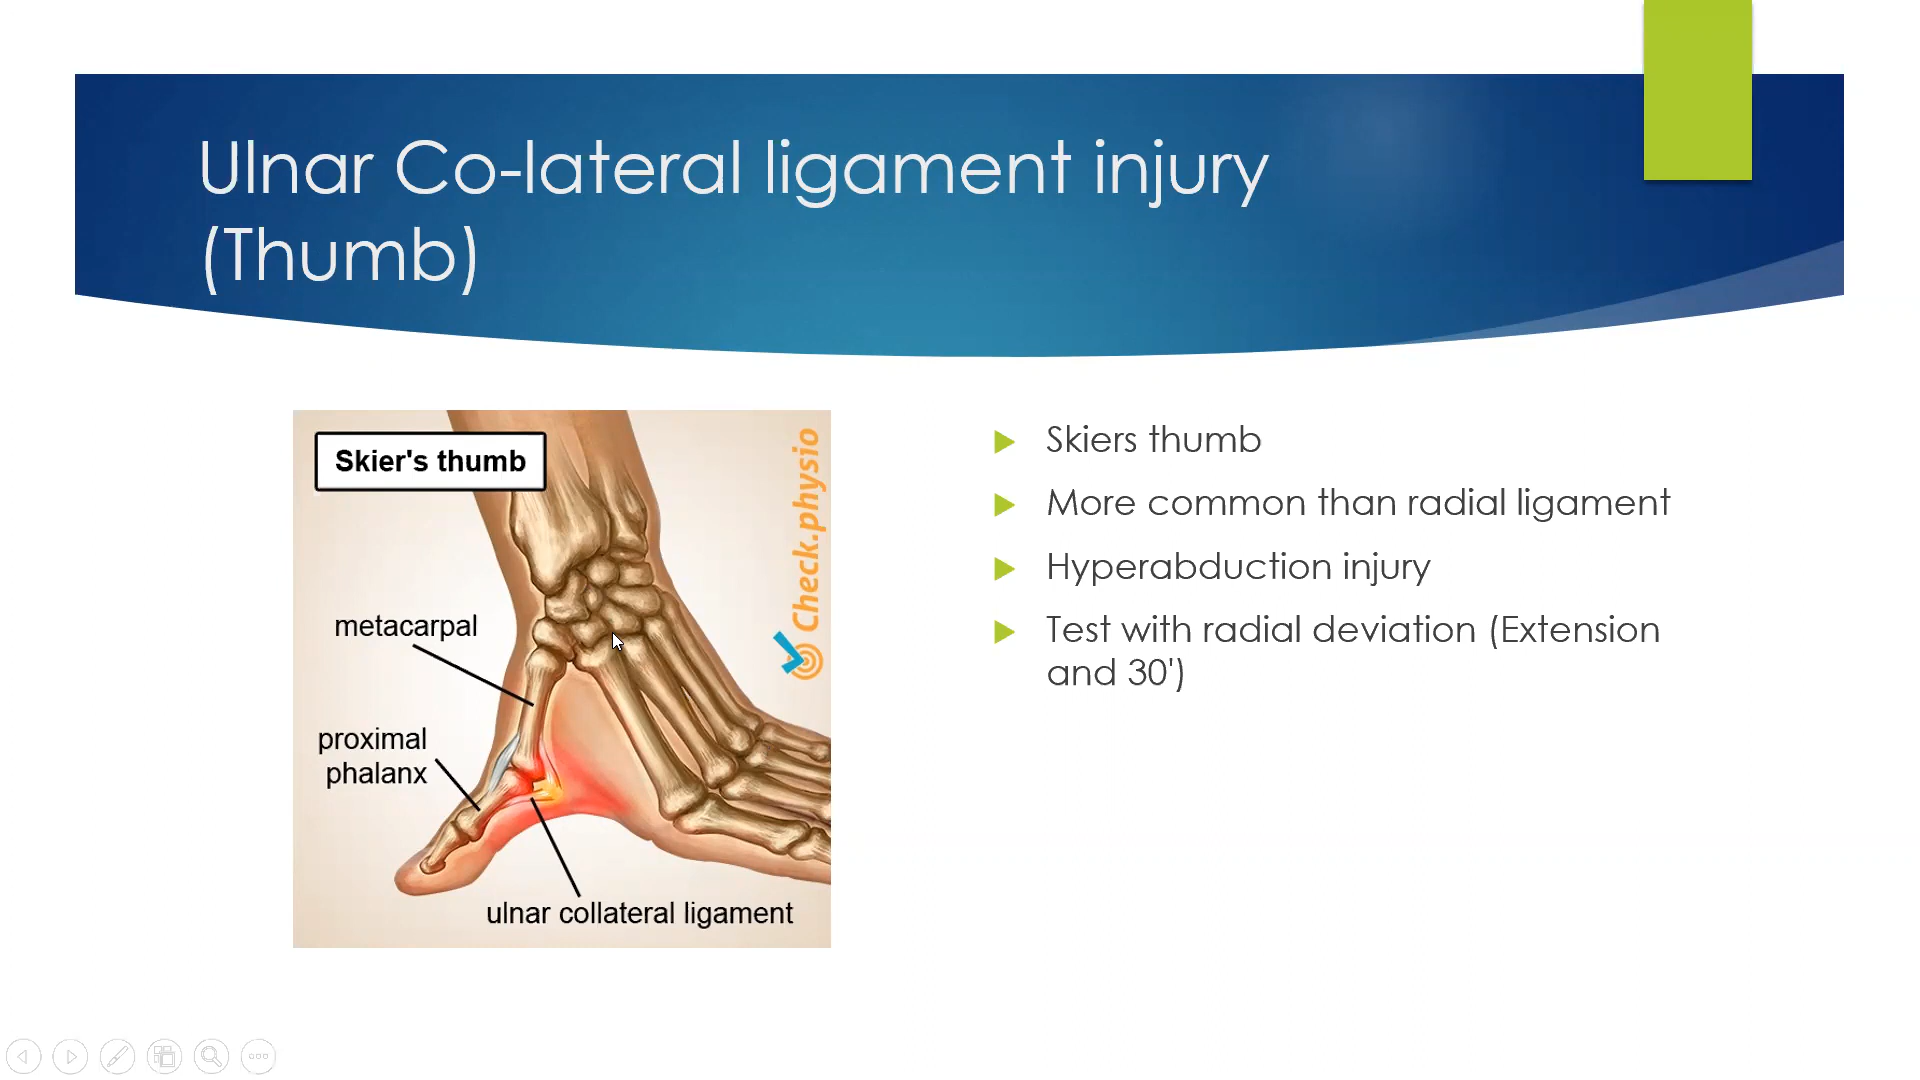 Ulnar Co-lateral ligament injury
(Thumb)
Skier's thumb
Check.physio
metacarpal
proximal
phalanx
ulnar collateral ligament
Skiers thumb
More common than radial ligament
Hyperabduction injury
Test with radial deviation (Extension
and 30')